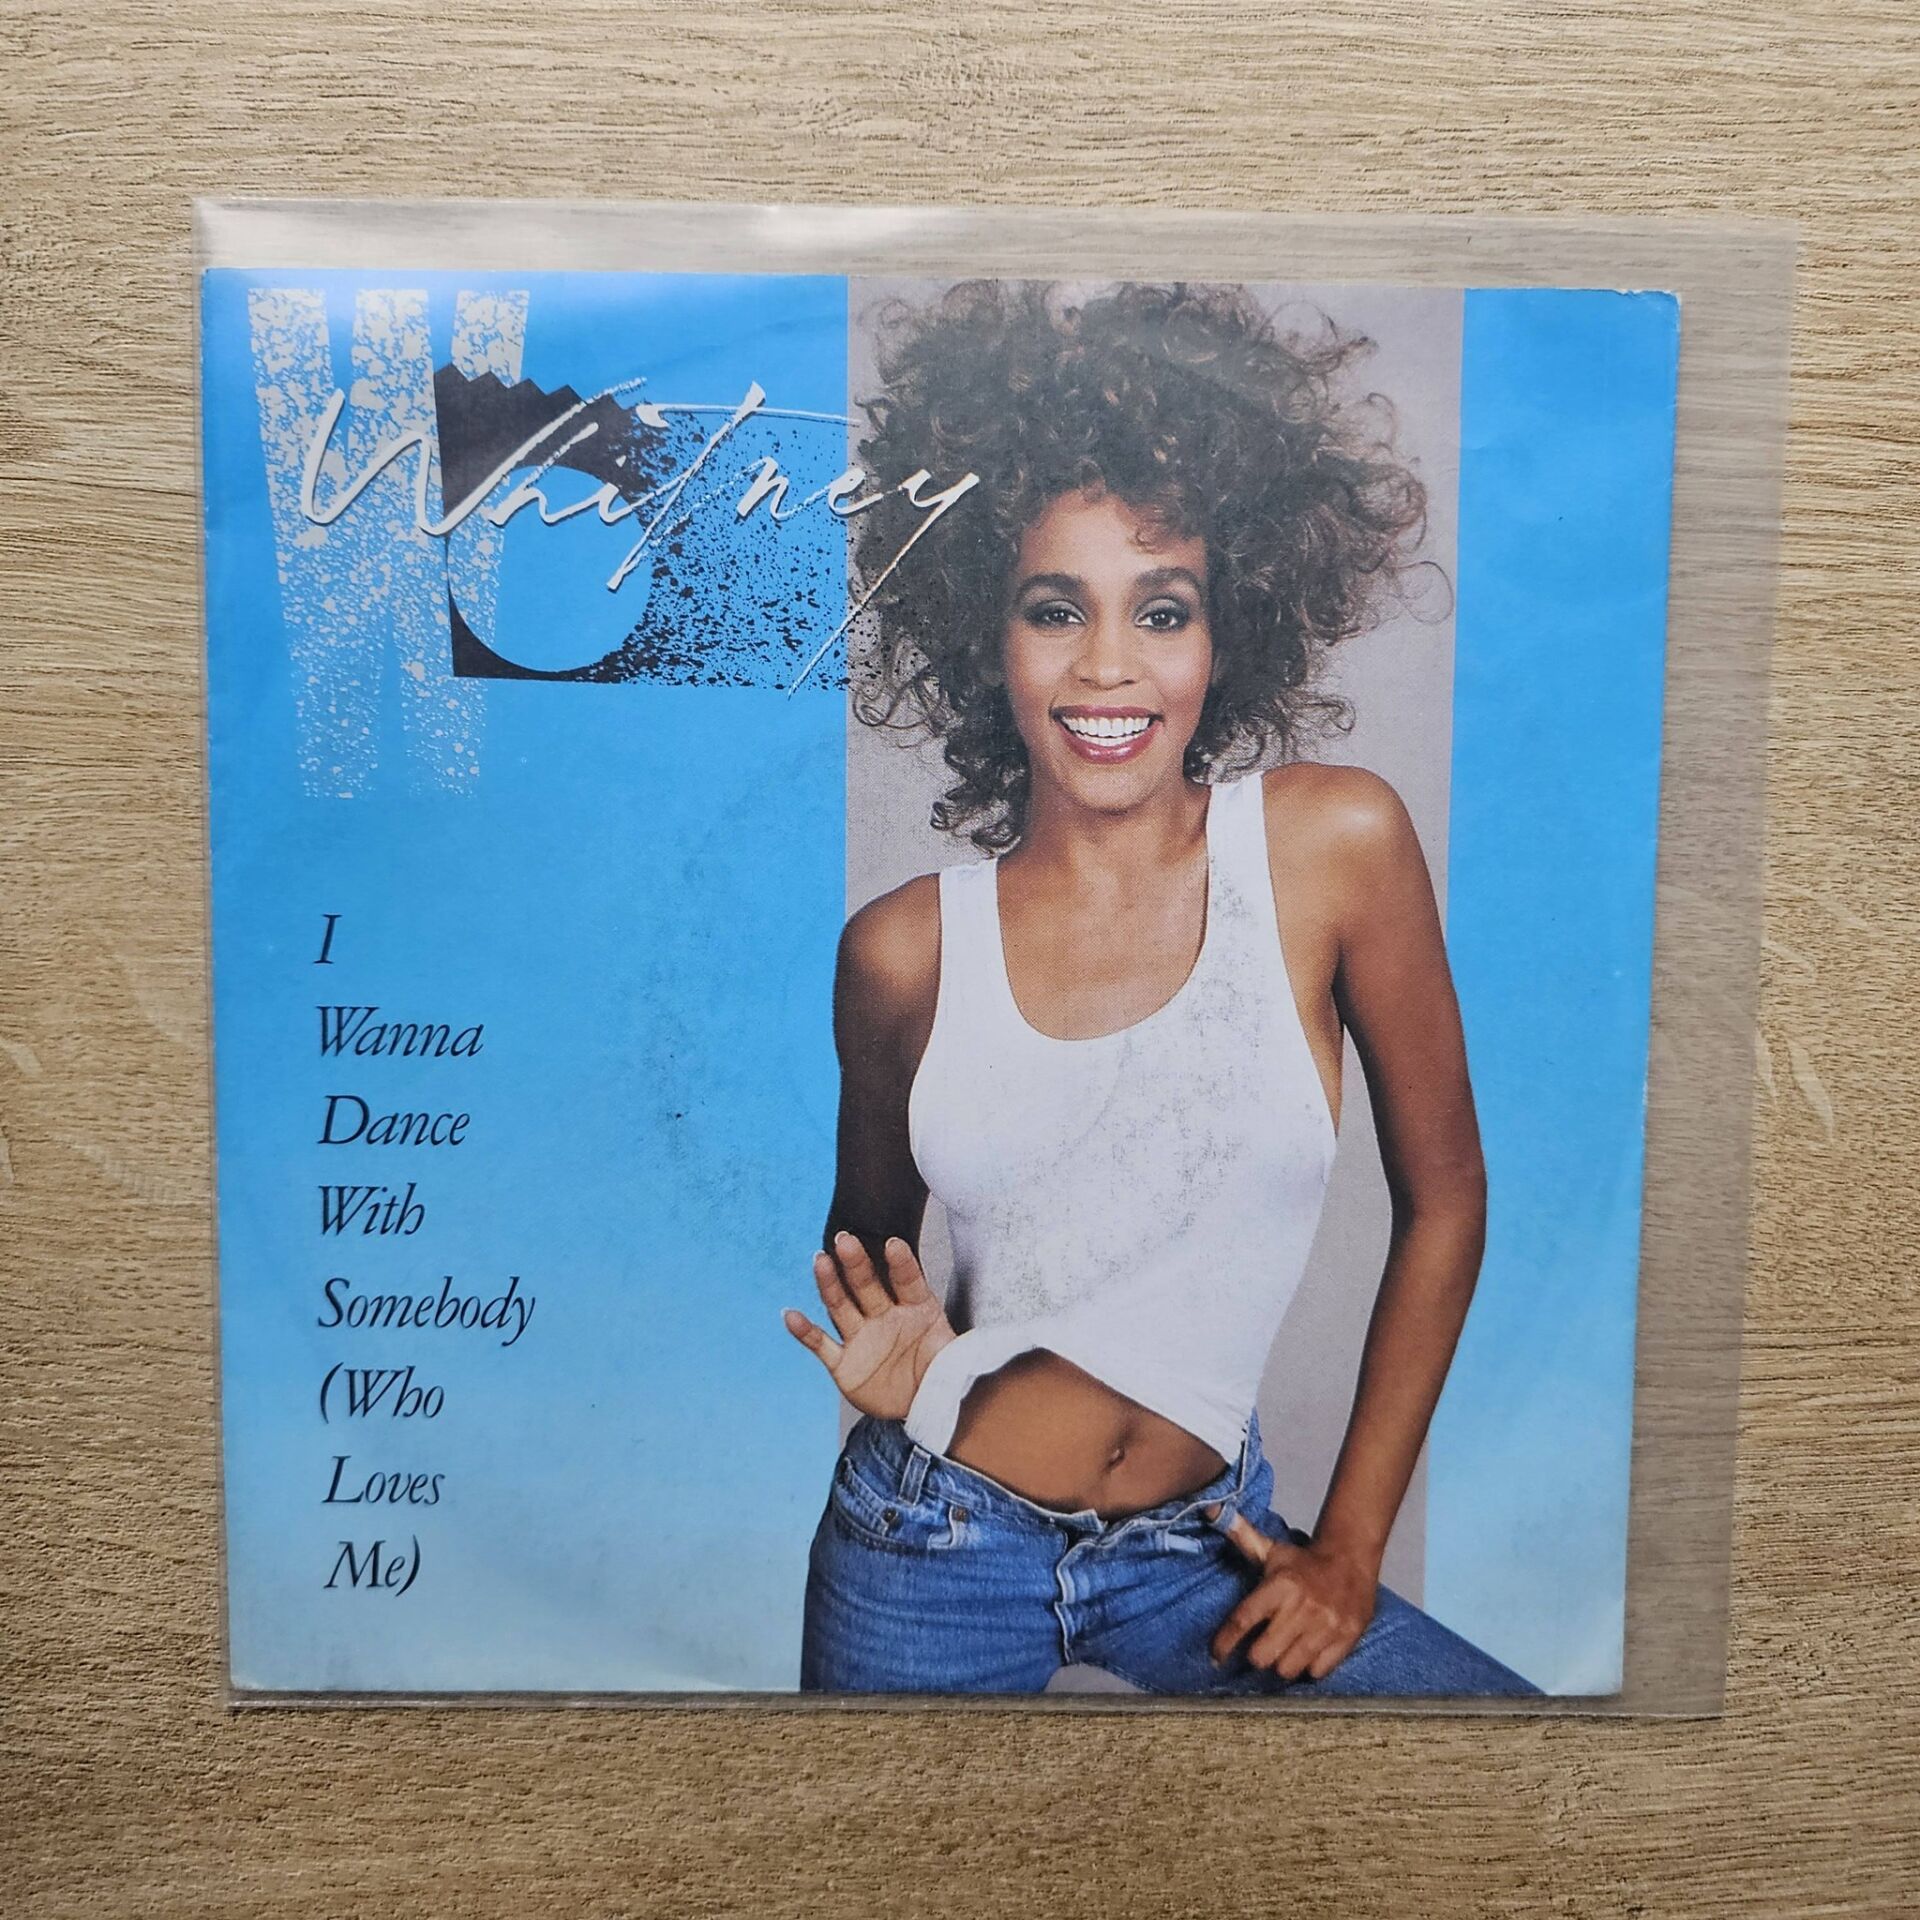 W
Whitney
I
Wanna
Dance
With
Somebody
(Who
Loves
Me)